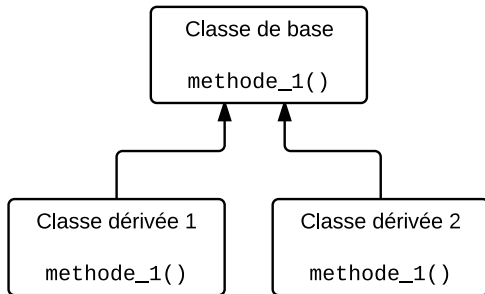 Classe de base
methode_1()
Classe dérivée 1
methode_1()
Classe dérivée 2
methode_1()